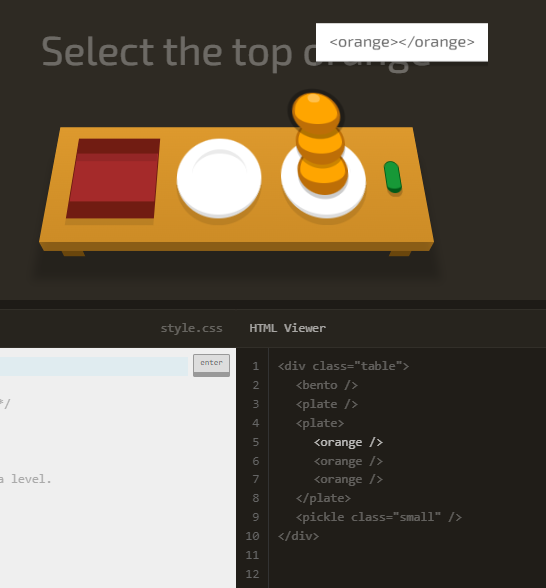 Select the top orange
<orange></orange>
style.css
HTML Viewer
enter
*/
a level.
1 <div class="table">
2 <bento />
3 <plate />
4 <plate>
5 <orange />
6 <orange />
7 <orange />
8 </plate>
9 <pickle class="small" />
10 </div>
11
12